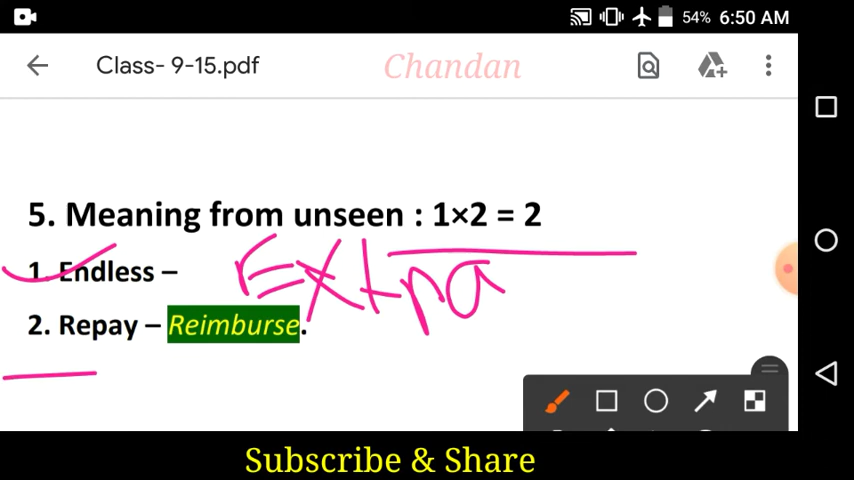 54% 6:50 AM
Class- 9-15.pdf Chandan
5. Meaning from unseen : 1×2 = 2
1. Endless –
Extra
2. Repay – Reimburse.
Subscribe & Share